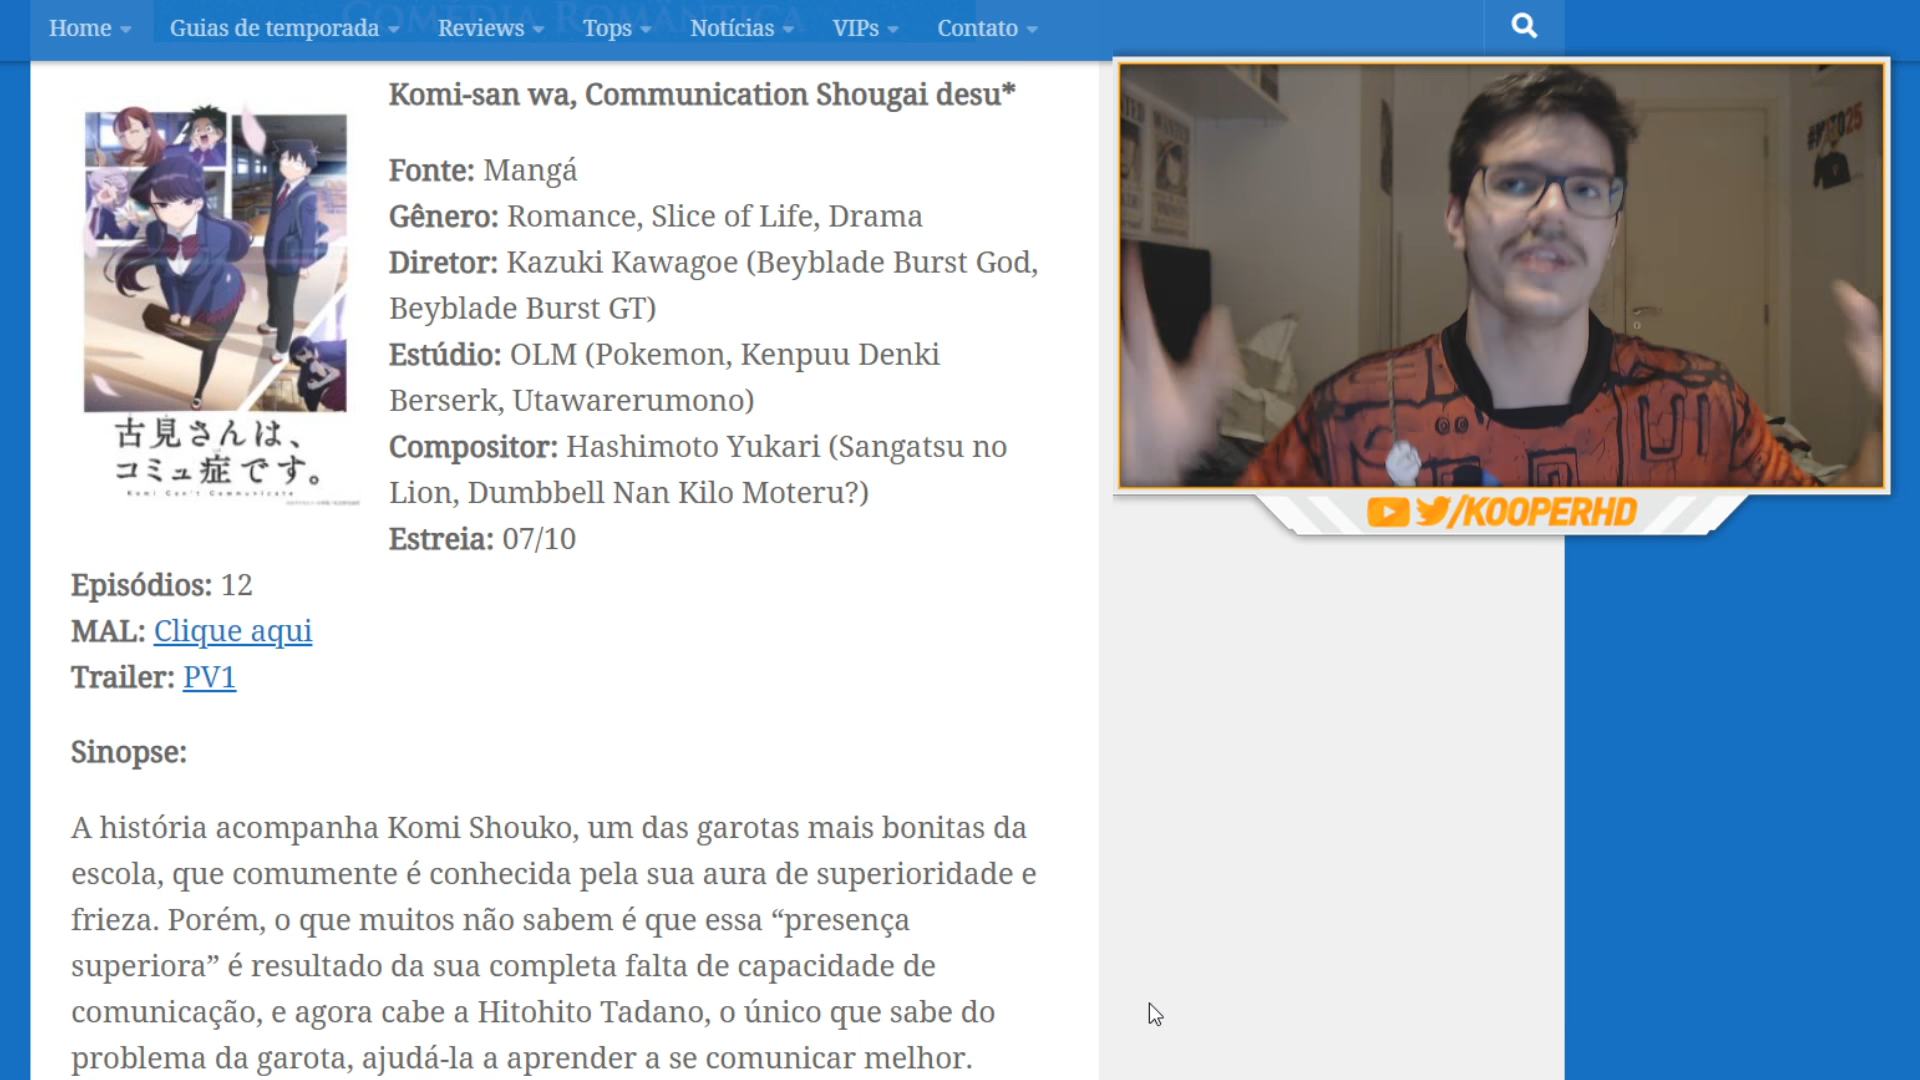 Home
Guias de temporada
Reviews
Tops
Notícias
VIPs
Contato
COMÉDIA ROMÂNTICA
Komi-san wa, Communication Shougai desu*
Fonte: Mangá
Gênero: Romance, Slice of Life, Drama
Diretor: Kazuki Kawagoe (Beyblade Burst God,
Beyblade Burst GT)
Estúdio: OLM (Pokemon, Kenpuu Denki
Berserk, Utawarerumono)
Compositor: Hashimoto Yukari (Sangatsu no
Lion, Dumbbell Nan Kilo Moteru?)
Estreia: 07/10
Episódios: 12
MAL: Clique aqui
Trailer: PV1
Sinopse:
A história acompanha Komi Shouko, um das garotas mais bonitas da
escola, que comumente é conhecida pela sua aura de superioridade e
frieza. Porém, o que muitos não sabem é que essa “presença
superiora” é resultado da sua completa falta de capacidade de
comunicação, e agora cabe a Hitohito Tadano, o único que sabe do
problema da garota, ajudá-la a aprender a se comunicar melhor.
古見さんは、
コミュ症です。
Komi Can't Communicate
WANTED
/KOOPERHD